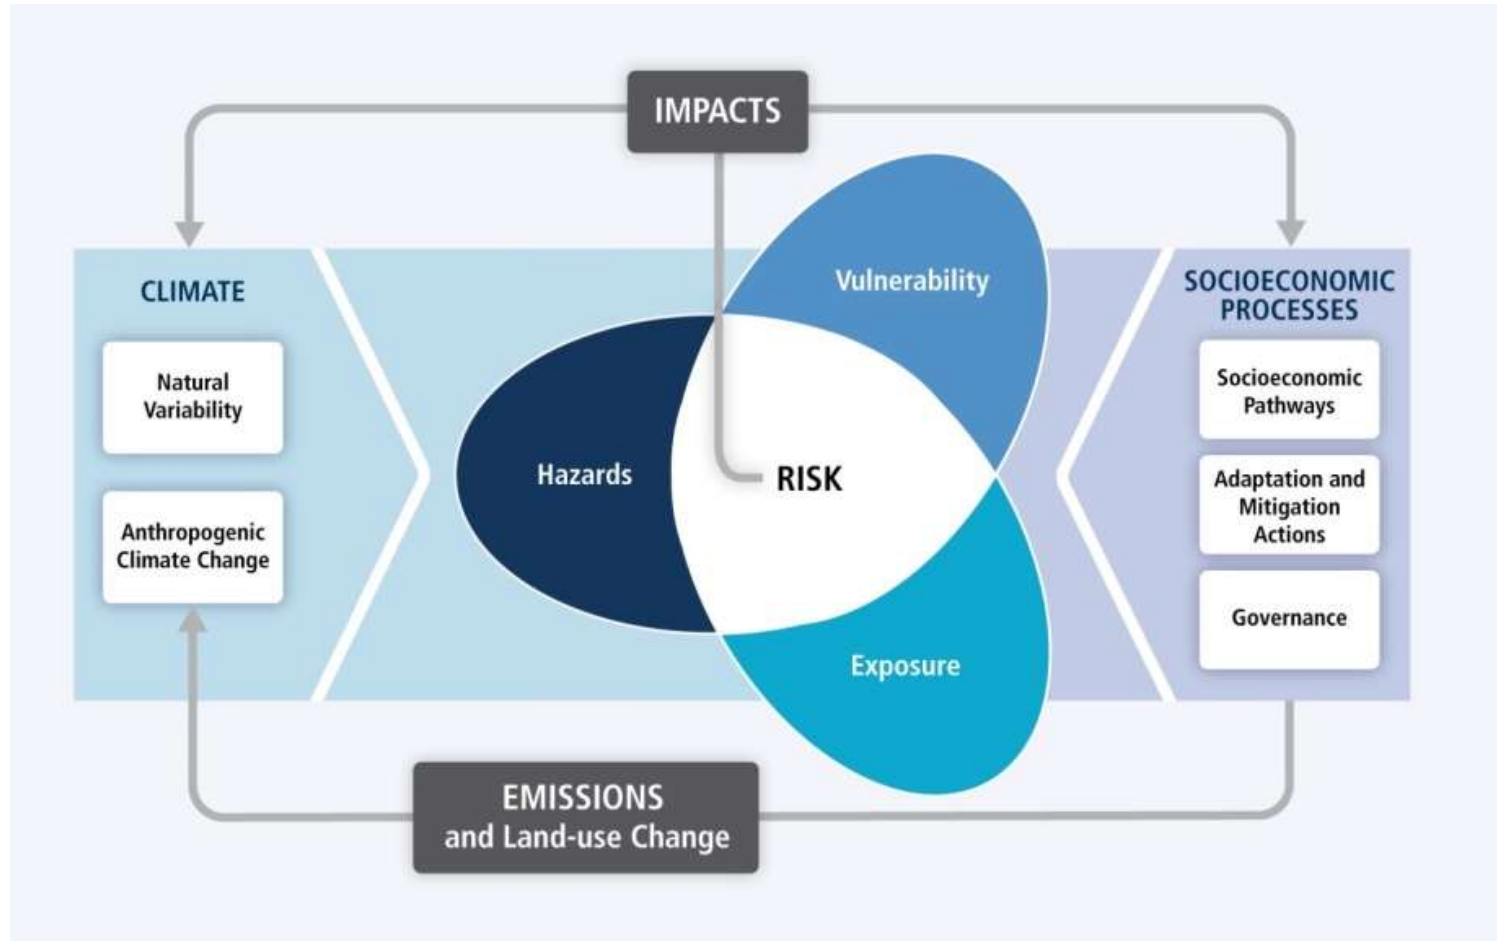 IMPACTS
CLIMATE
Natural
Variability
Anthropogenic
Climate Change
Vulnerability
Hazards
RISK
Exposure
SOCIOECONOMIC
PROCESSES
Socioeconomic
Pathways
Adaptation and
Mitigation
Actions
Governance
EMISSIONS
and Land-use Change